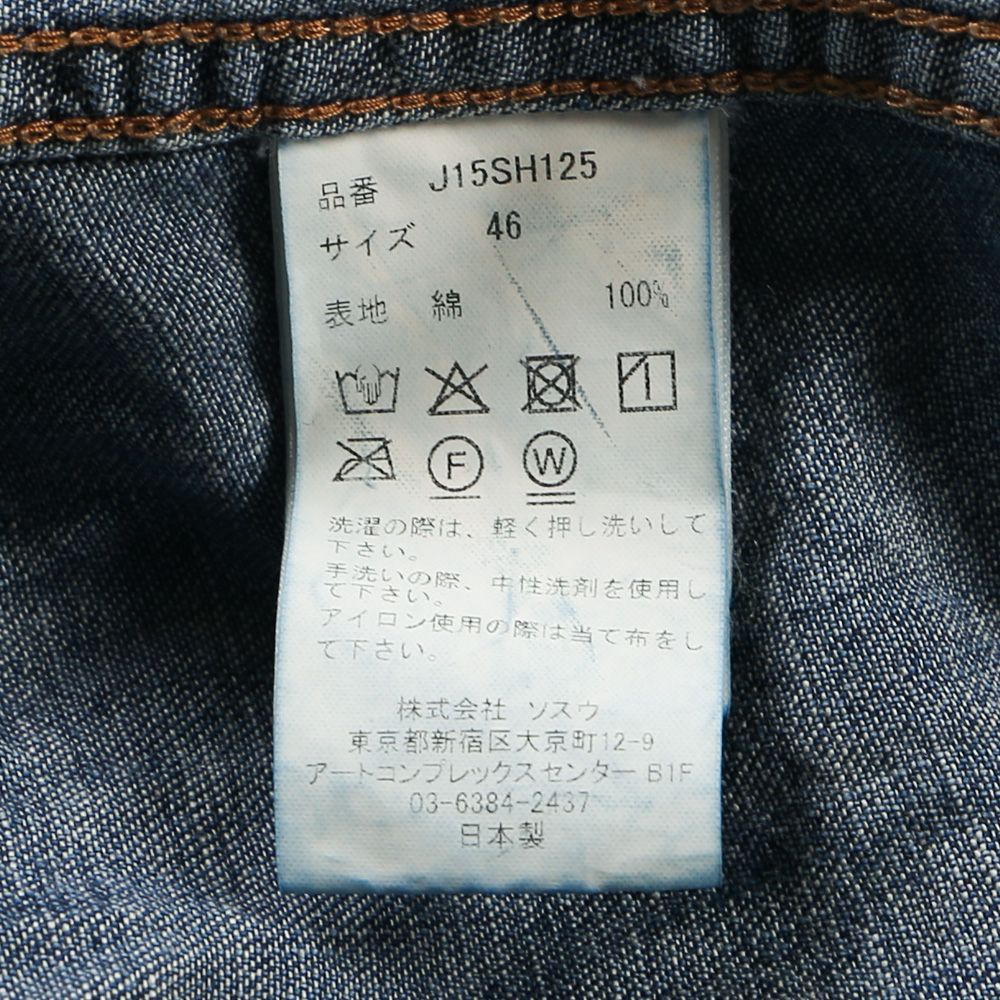 品番 J15SH125
サイズ 46
表地 綿 100%
F W
洗濯の際は、軽く押し洗いして
下さい。
手洗いの際、中性洗剤を使用し
て下さい。
アイロン使用の際は当て布をし
て下さい。
株式会社 ソスウ
東京都新宿区大京町12-9
アートコンプレックスセンター B1F
03-6384-2437
日本製